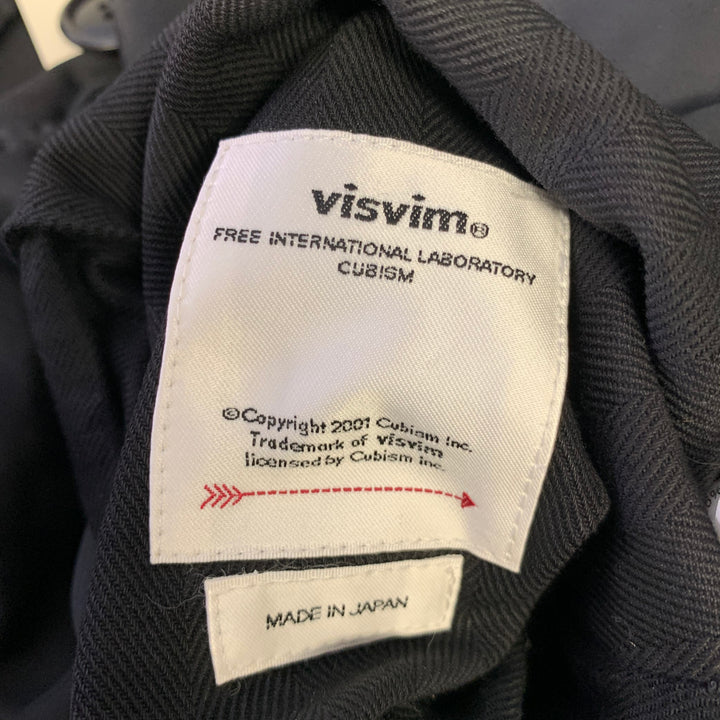 visvim®
FREE INTERNATIONAL LABORATORY
CUBISM
©Copyright 2001 Cubism Inc.
Trademark of visvim
licensed by Cubism inc.
MADE IN JAPAN